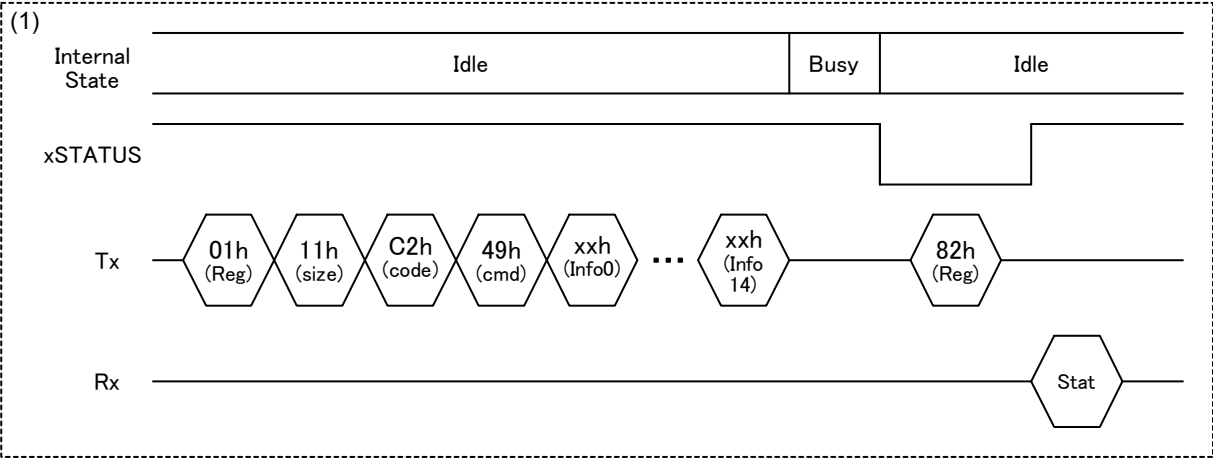 (1)
Internal
State
Idle
Busy
Idle
xSTATUS
Tx
01h
(Reg)
11h
(size)
C2h
(code)
49h
(cmd)
xxh
(Info0)
...
xxh
(Info
14)
82h
(Reg)
Rx
Stat